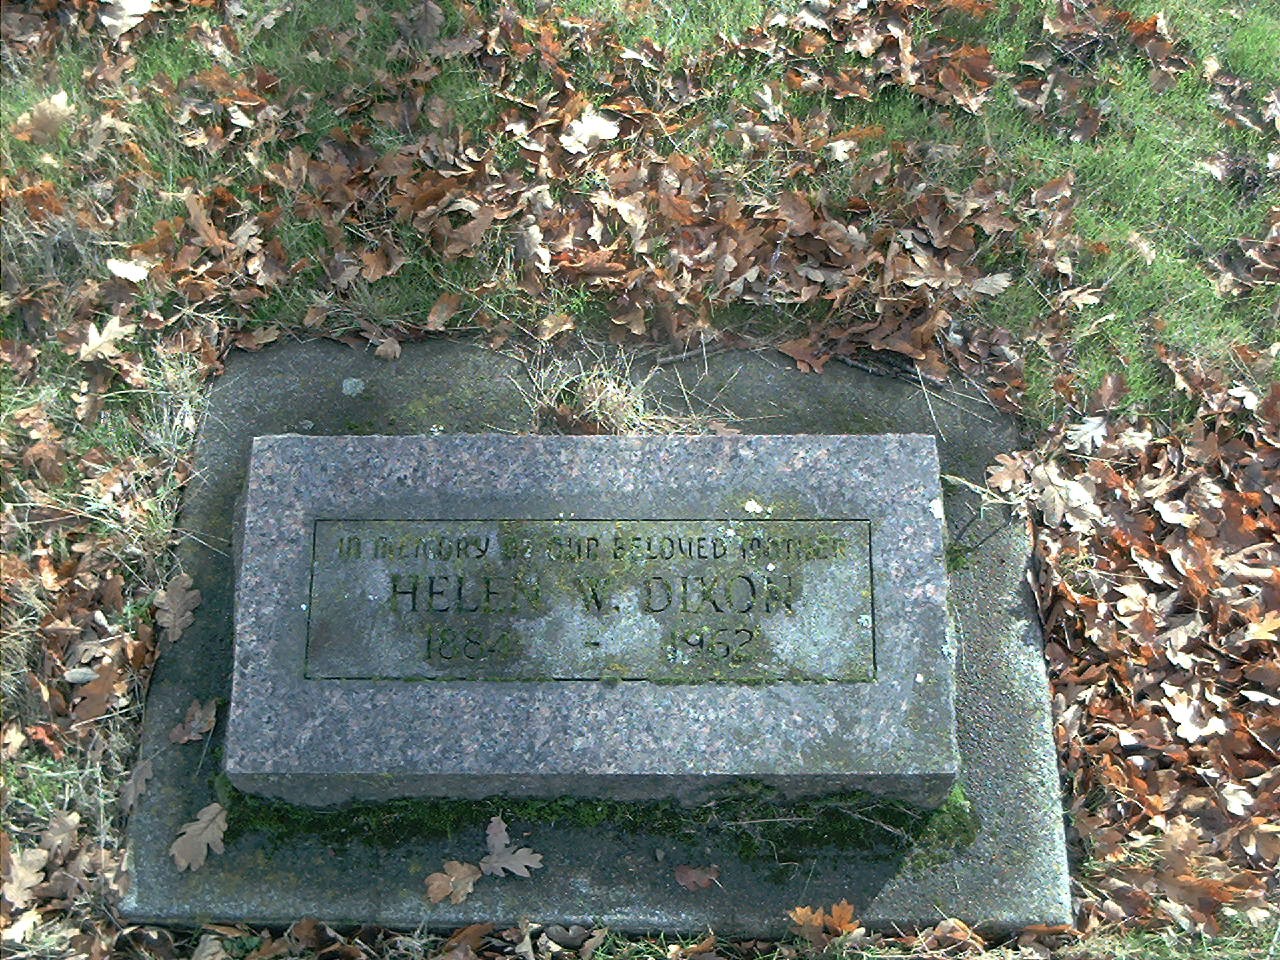 IN MEMORY OF OUR BELOVED MOTHER
HELEN W. DIXON
1884 - 1962